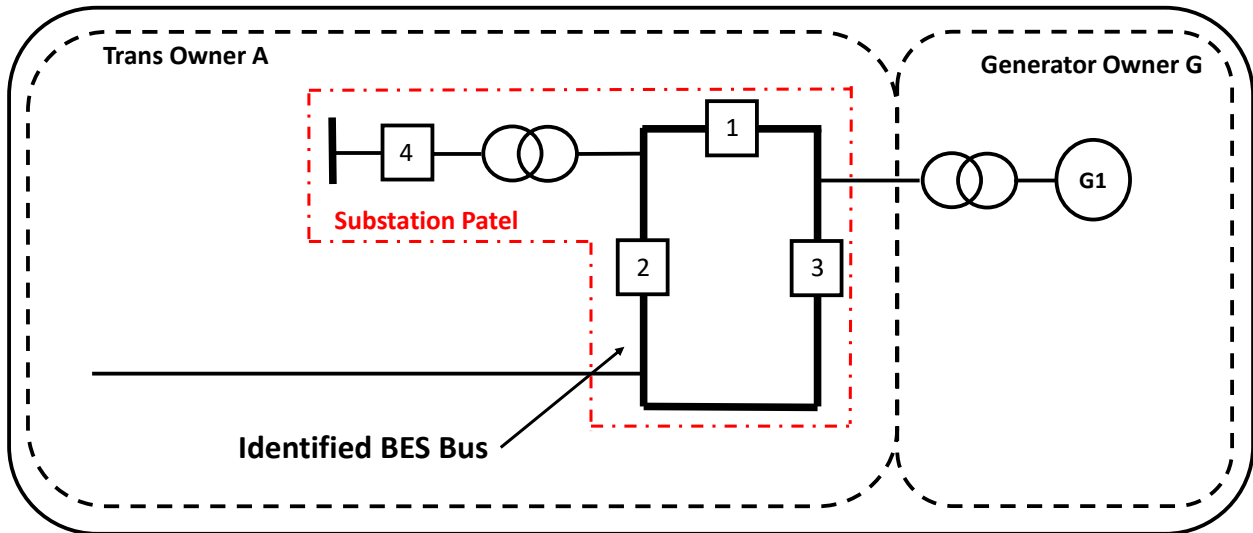 Trans Owner A
Generator Owner G
1
4
G1
Substation Patel
2
3
Identified BES Bus